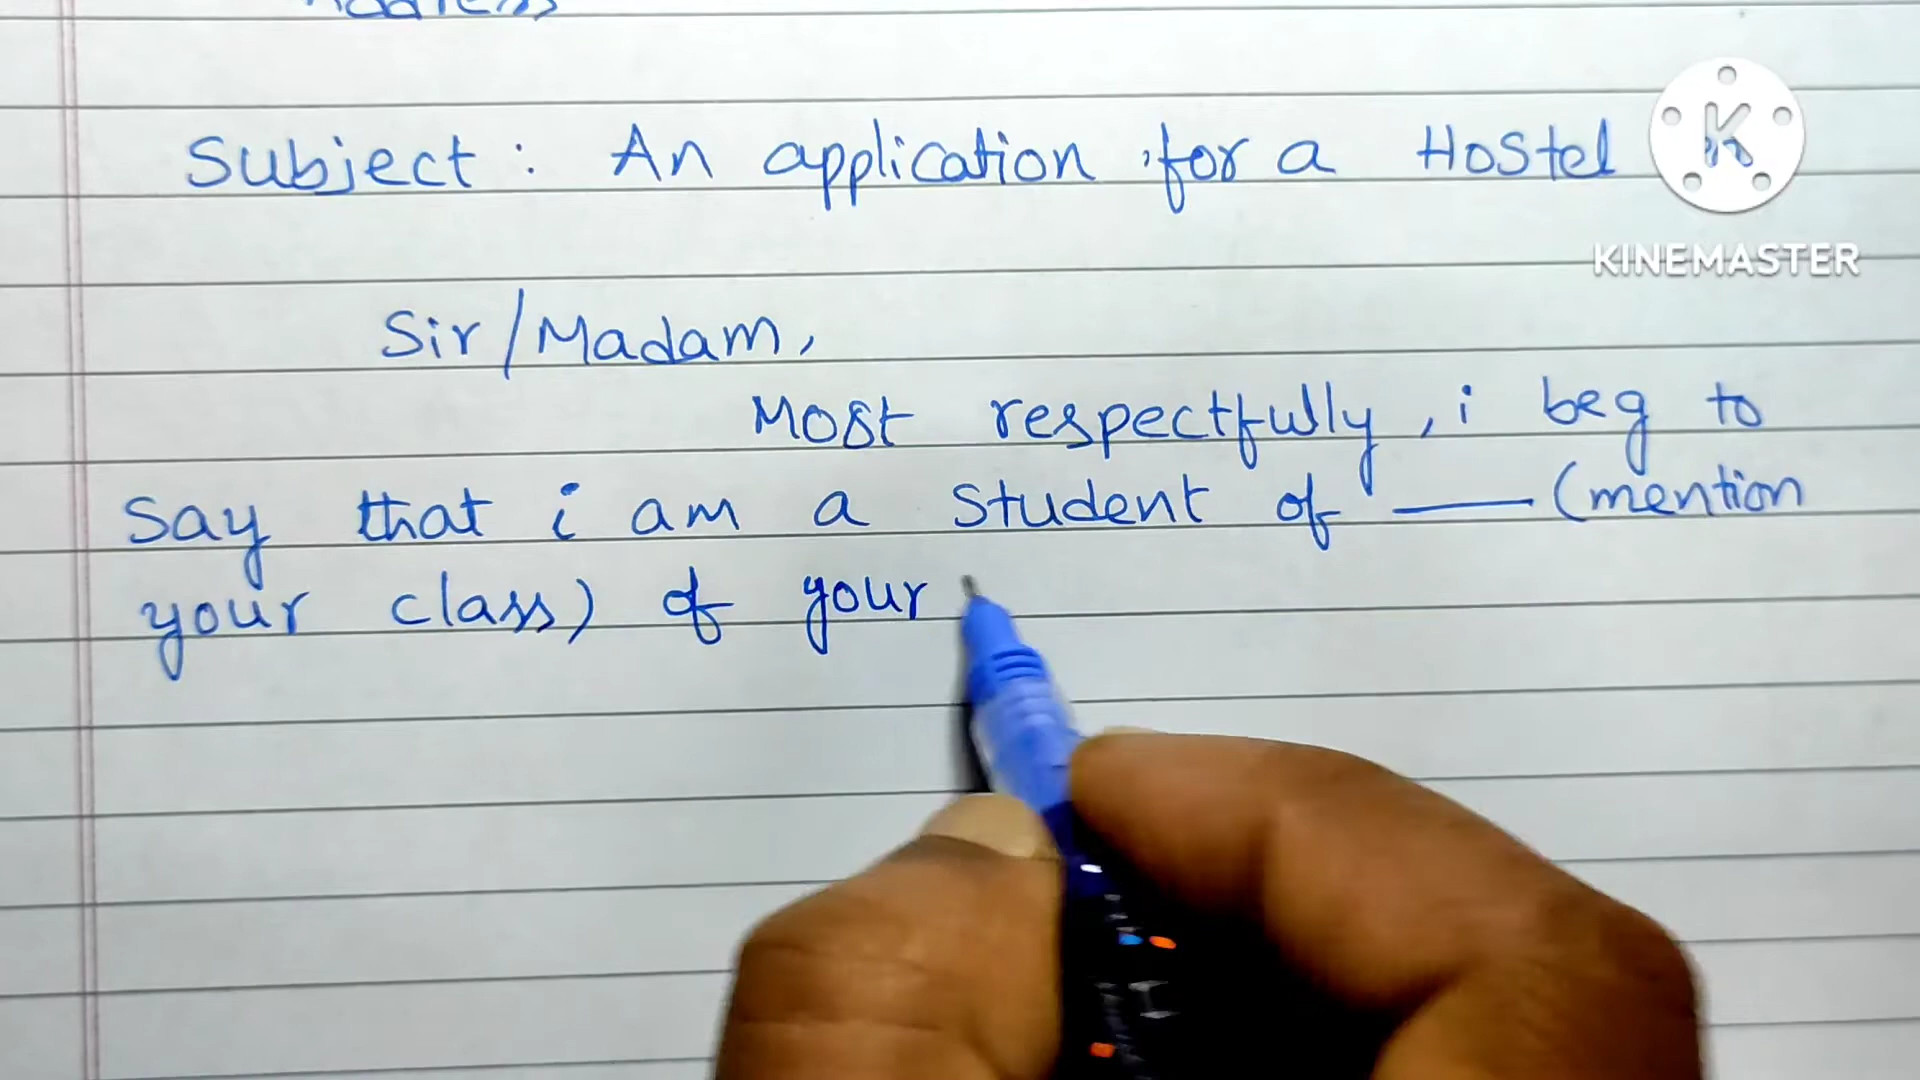 Address
Subject : An application for a Hostel
KINEMASTER
Sir/Madam,
Most respectfully, i beg to
say that i am a student of —— (mention
your class) of your